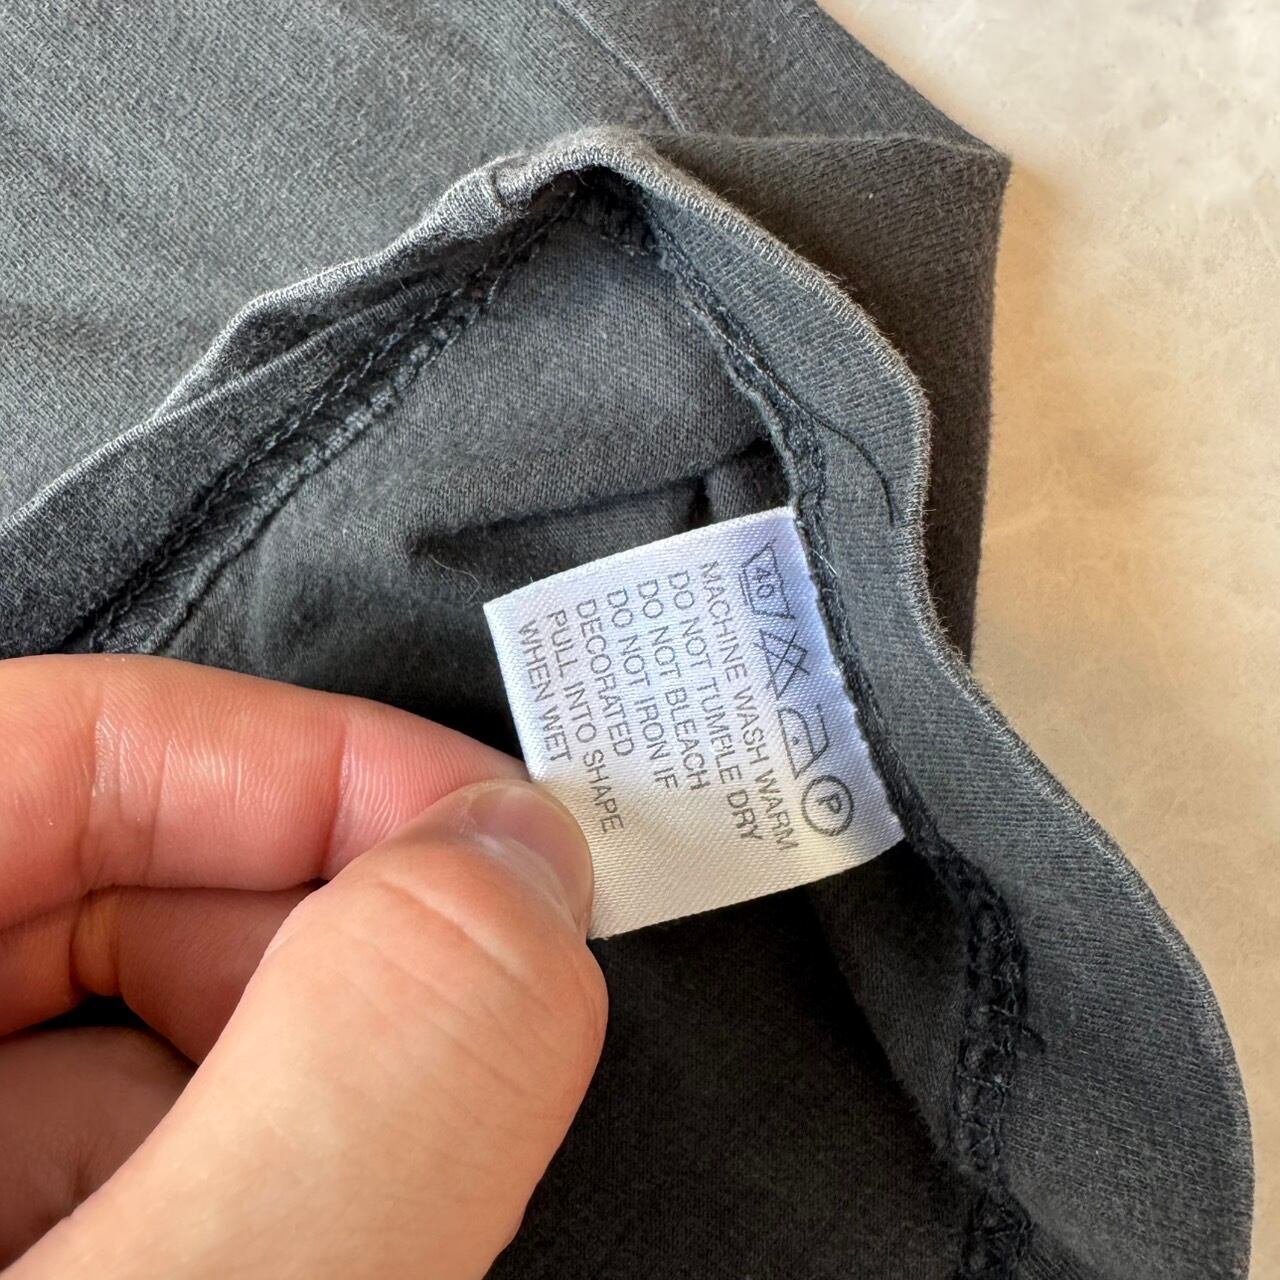 40 P
MACHINE WASH WARM
DO NOT TUMBLE DRY
DO NOT BLEACH
DO NOT IRON IF
DECORATED
PULL INTO SHAPE
WHEN WET